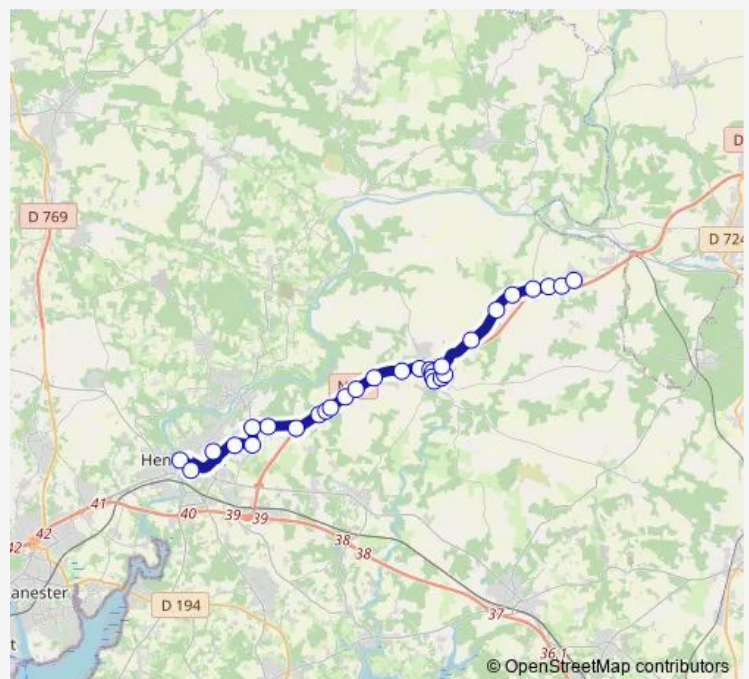 D
D 769
D 724
N
Hen
41
40
39
39
42
42
38
38
anester
D 194
37
36.1
t
© OpenStreetMap contributors